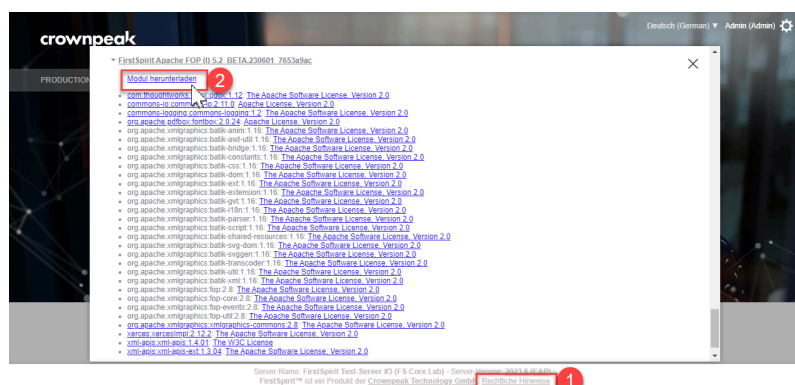 Deutsch (German) ▼ Admin (Admin)
crownpeak
FirstSpirit Apache FOP (I) 5.2_BETA.230601_7653a9ac
PRODUCTION
Modul herunterladen
2
com.thoughtworks. dox:1.12: The Apache Software License, Version 2.0
commons-io:comm -io:2.11.0: Apache License, Version 2.0
commons-logging:commons-logging:1.2: The Apache Software License, Version 2.0
org.apache.pdfbox:fontbox:2.0.24: Apache License, Version 2.0
org.apache.xmlgraphics:batik-anim:1.16: The Apache Software License, Version 2.0
org.apache.xmlgraphics:batik-awt-util:1.16: The Apache Software License, Version 2.0
org.apache.xmlgraphics:batik-bridge:1.16: The Apache Software License, Version 2.0
org.apache.xmlgraphics:batik-constants:1.16: The Apache Software License, Version 2.0
org.apache.xmlgraphics:batik-css:1.16: The Apache Software License, Version 2.0
org.apache.xmlgraphics:batik-dom:1.16: The Apache Software License, Version 2.0
org.apache.xmlgraphics:batik-ext:1.16: The Apache Software License, Version 2.0
org.apache.xmlgraphics:batik-extension:1.16: The Apache Software License, Version 2.0
org.apache.xmlgraphics:batik-gvt:1.16: The Apache Software License, Version 2.0
org.apache.xmlgraphics:batik-i18n:1.16: The Apache Software License, Version 2.0
org.apache.xmlgraphics:batik-parser:1.16: The Apache Software License, Version 2.0
org.apache.xmlgraphics:batik-script:1.16: The Apache Software License, Version 2.0
org.apache.xmlgraphics:batik-shared-resources:1.16: The Apache Software License, Version 2.0
org.apache.xmlgraphics:batik-svg-dom:1.16: The Apache Software License, Version 2.0
org.apache.xmlgraphics:batik-svggen:1.16: The Apache Software License, Version 2.0
org.apache.xmlgraphics:batik-transcoder:1.16: The Apache Software License, Version 2.0
org.apache.xmlgraphics:batik-util:1.16: The Apache Software License, Version 2.0
org.apache.xmlgraphics:batik-xml:1.16: The Apache Software License, Version 2.0
org.apache.xmlgraphics:fop:2.8: The Apache Software License, Version 2.0
org.apache.xmlgraphics:fop-core:2.8: The Apache Software License, Version 2.0
org.apache.xmlgraphics:fop-events:2.8: The Apache Software License, Version 2.0
org.apache.xmlgraphics:fop-util:2.8: The Apache Software License, Version 2.0
org.apache.xmlgraphics:xmlgraphics-commons:2.8: The Apache Software License, Version 2.0
xerces:xercesImpl:2.12.2: The Apache Software License, Version 2.0
xml-apis:xml-apis:1.4.01: The W3C License
xml-apis:xml-apis-ext:1.3.04: The Apache Software License, Version 2.0
Server-Name: FirstSpirit Test-Server #3 (FS Core Lab) - Server-Version: 2023.6 (EAP)
FirstSpirit™ ist ein Produkt der Crownpeak Technology GmbH. Rechtliche Hinweise
1